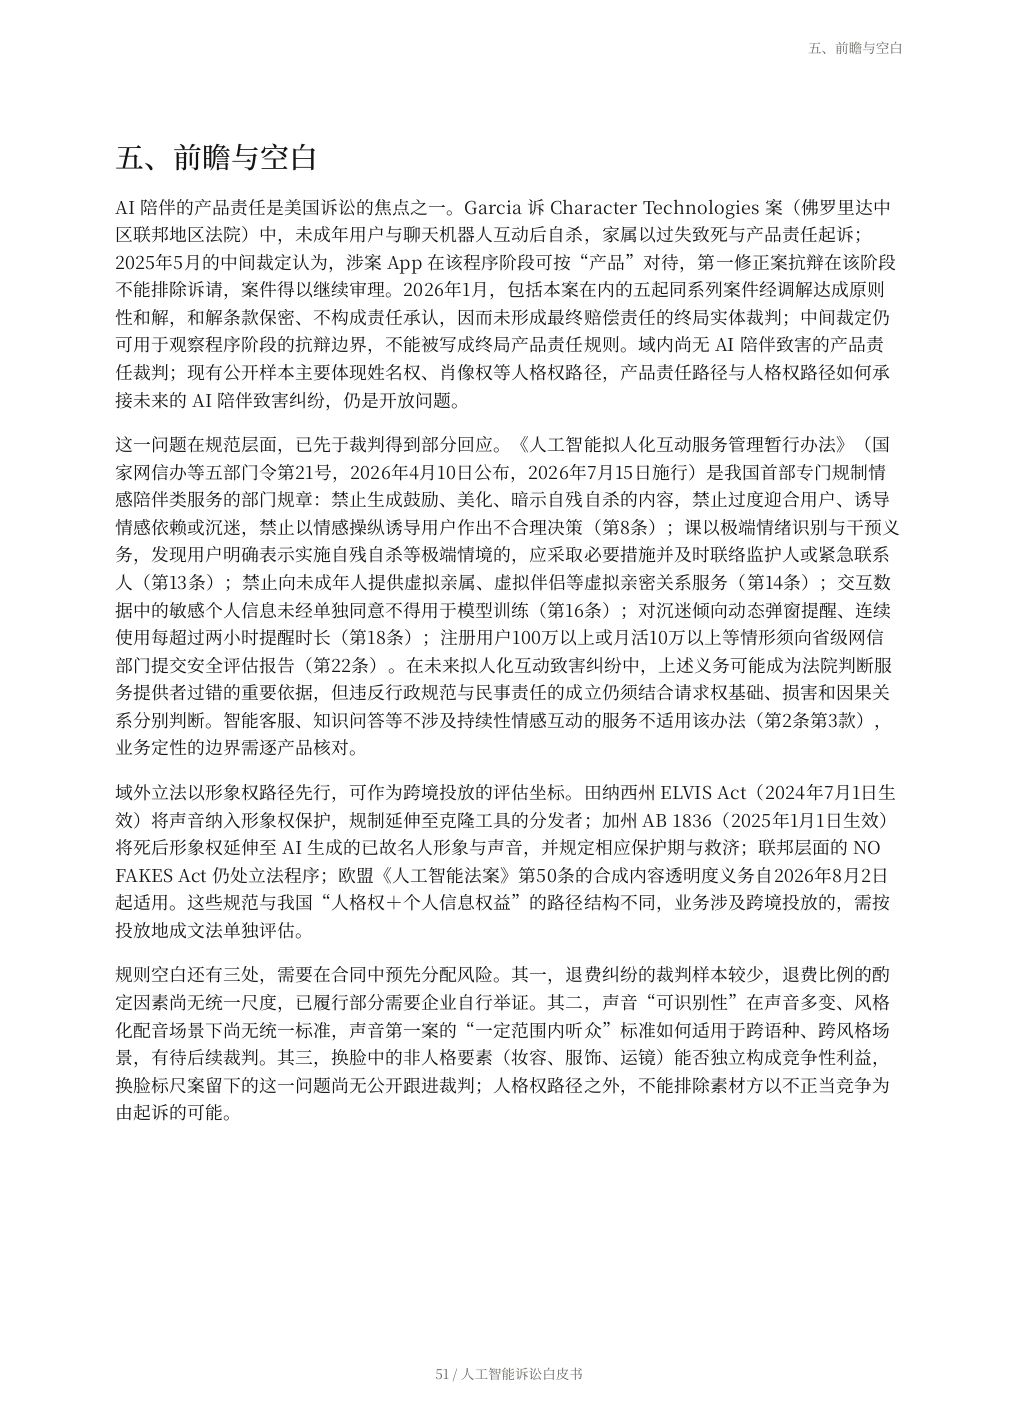 五、前瞻与空白
五、前瞻与空白
AI 陪伴的产品责任是美国诉讼的焦点之一。Garcia 诉 Character Technologies 案（佛罗里达中
区联邦地区法院）中，未成年用户与聊天机器人互动后自杀，家属以过失致死与产品责任起诉；
2025年5月的中间裁定认为，涉案 App 在该程序阶段可按“产品”对待，第一修正案抗辩在该阶段
不能排除诉请，案件得以继续审理。2026年1月，包括本案在内的五起同系列案件经调解达成原则
性和解，和解条款保密、不构成责任承认，因而未形成最终赔偿责任的终局实体裁判；中间裁定仍
可用于观察程序阶段的抗辩边界，不能被写成终局产品责任规则。域内尚无 AI 陪伴致害的产品责
任裁判；现有公开样本主要体现姓名权、肖像权等人格权路径，产品责任路径与人格权路径如何承
接未来的 AI 陪伴致害纠纷，仍是开放问题。
这一问题在规范层面，已先于裁判得到部分回应。《人工智能拟人化互动服务管理暂行办法》（国
家网信办等五部门令第21号，2026年4月10日公布，2026年7月15日施行）是我国首部专门规制情
感陪伴类服务的部门规章：禁止生成鼓励、美化、暗示自残自杀的内容，禁止过度迎合用户、诱导
情感依赖或沉迷，禁止以情感操纵诱导用户作出不合理决策（第8条）；课以极端情绪识别与干预义
务，发现用户明确表示实施自残自杀等极端情境的，应采取必要措施并及时联络监护人或紧急联系
人（第13条）；禁止向未成年人提供虚拟亲属、虚拟伴侣等虚拟亲密关系服务（第14条）；交互数
据中的敏感个人信息未经单独同意不得用于模型训练（第16条）；对沉迷倾向动态弹窗提醒、连续
使用每超过两小时提醒时长（第18条）；注册用户100万以上或月活10万以上等情形须向省级网信
部门提交安全评估报告（第22条）。在未来拟人化互动致害纠纷中，上述义务可能成为法院判断服
务提供者过错的重要依据，但违反行政规范与民事责任的成立仍须结合请求权基础、损害和因果关
系分别判断。智能客服、知识问答等不涉及持续性情感互动的服务不适用该办法（第2条第3款），
业务定性的边界需逐产品核对。
域外立法以形象权路径先行，可作为跨境投放的评估坐标。田纳西州 ELVIS Act（2024年7月1日生
效）将声音纳入形象权保护，规制延伸至克隆工具的分发者；加州 AB 1836（2025年1月1日生效）
将死后形象权延伸至 AI 生成的已故名人形象与声音，并规定相应保护期与救济；联邦层面的 NO
FAKES Act 仍处立法程序；欧盟《人工智能法案》第50条的合成内容透明度义务自2026年8月2日
起适用。这些规范与我国“人格权＋个人信息权益”的路径结构不同，业务涉及跨境投放的，需按
投放地成文法单独评估。
规则空白还有三处，需要在合同中预先分配风险。其一，退费纠纷的裁判样本较少，退费比例的酌
定因素尚无统一尺度，已履行部分需要企业自行举证。其二，声音“可识别性”在声音多变、风格
化配音场景下尚无统一标准，声音第一案的“一定范围内听众”标准如何适用于跨语种、跨风格场
景，有待后续裁判。其三，换脸中的非人格要素（妆容、服饰、运镜）能否独立构成竞争性利益，
换脸标尺案留下的这一问题尚无公开跟进裁判；人格权路径之外，不能排除素材方以不正当竞争为
由起诉的可能。
51 / 人工智能诉讼白皮书